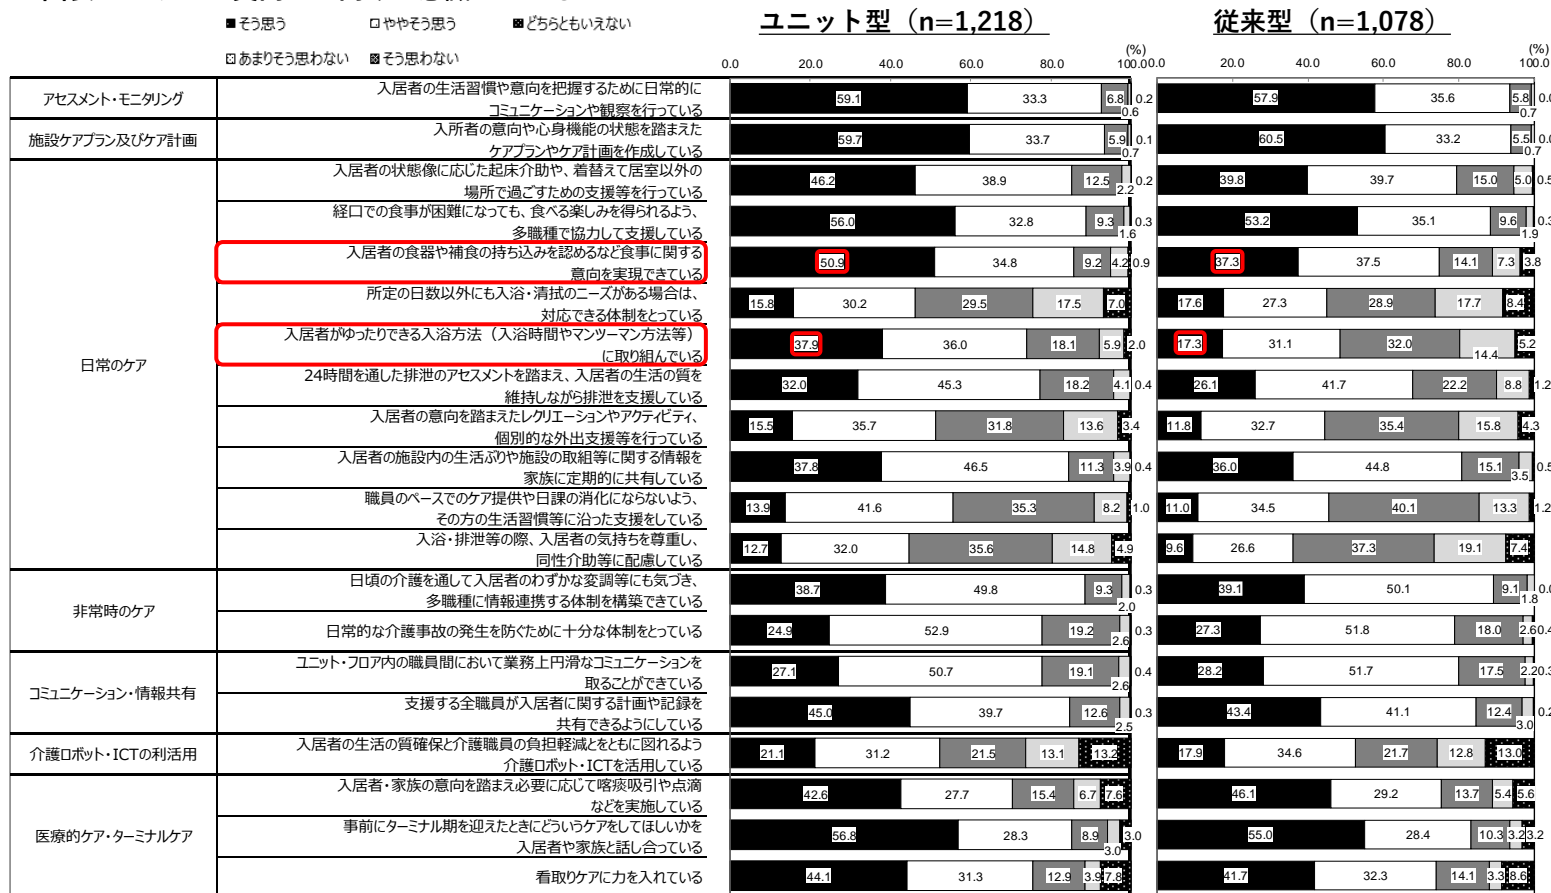 ■そう思う □ややそう思う ■どちらともいえない
□あまりそう思わない ■そう思わない
ユニット型（n=1,218） 従来型（n=1,078）
(%) (%)
0.0 20.0 40.0 60.0 80.0 100.0 0.0 20.0 40.0 60.0 80.0 100.0
アセスメント・モニタリング
入居者の生活習慣や意向を把握するために日常的に
コミュニケーションや観察を行っている
59.1 33.3 6.8 0.6 0.2 57.9 35.6 5.8 0.7
施設ケアプラン及びケア計画
入所者の意向や心身機能の状態を踏まえた
ケアプランやケア計画を作成している
59.7 33.7 5.9 0.7 0.1 60.5 33.2 5.5 0.7
日常のケア
入居者の状態像に応じた起床介助や、着替えて居室以外の
場所で過ごすための支援等を行っている
46.2 38.9 12.5 2.2 0.2 39.8 39.7 15.0 5.0 0.5
経口での食事が困難になっても、食べる楽しみを得られるよう、
多職種で協力して支援している
56.0 32.8 9.3 1.6 0.3 53.2 35.1 9.6 1.9 0.3
入居者の食器や補食の持ち込みを認めるなど食事に関する
意向を実現できている
50.9 34.8 9.2 4.2 0.9 37.3 37.5 14.1 7.3 3.8
所定の日数以外にも入浴・清拭のニーズがある場合は、
対応できる体制をとっている
15.8 30.2 29.5 17.5 7.0 17.6 27.3 28.9 17.7 8.4
入居者がゆったりできる入浴方法（入浴時間やマンツーマン方法等）
に取り組んでいる
37.9 36.0 18.1 5.9 2.0 17.3 31.1 32.0 14.4 5.2
24時間を通した排泄のアセスメントを踏まえ、入居者の生活の質を
維持しながら排泄を支援している
32.0 45.3 18.2 4.1 0.4 26.1 41.7 22.2 8.8 1.2
入居者の意向を踏まえたレクリエーションやアクティビティ、
個別的な外出支援等を行っている
15.5 35.7 31.8 13.6 3.4 11.8 32.7 35.4 15.8 4.3
入居者の施設内の生活ぶりや施設の取組等に関する情報を
家族に定期的に共有している
37.8 46.5 11.3 3.9 0.4 36.0 44.8 15.1 3.5 0.5
職員のペースでのケア提供や日課の消化にならないよう、
その方の生活習慣等に沿った支援をしている
13.9 41.6 35.3 8.2 1.0 11.0 34.5 40.1 13.3 1.2
入浴・排泄等の際、入居者の気持ちを尊重し、
同性介助等に配慮している
12.7 32.0 35.6 14.8 4.9 9.6 26.6 37.3 19.1 7.4
非常時のケア
日頃の介護を通して入居者のわずかな変調等にも気づき、
多職種に情報連携する体制を構築できている
38.7 49.8 9.3 2.0 0.3 39.1 50.1 9.1 1.8
日常的な介護事故の発生を防ぐために十分な体制をとっている
24.9 52.9 19.2 2.6 0.3 27.3 51.8 18.0 2.6 0.4
コミュニケーション・情報共有
ユニット・フロア内の職員間において業務上円滑なコミュニケーションを
取ることができている
27.1 50.7 19.1 2.6 0.4 28.2 51.7 17.5 2.2 0.3
支援する全職員が入居者に関する計画や記録を
共有できるようにしている
45.0 39.7 12.6 2.5 0.3 43.4 41.1 12.4 3.0 0.2
介護ロボット・ICTの利活用
入居者の生活の質確保と介護職員の負担軽減とをともに図れるよう
介護ロボット・ICTを活用している
21.1 31.2 21.5 13.1 13.2 17.9 34.6 21.7 12.8 13.0
医療的ケア・ターミナルケア
入居者・家族の意向を踏まえ必要に応じて喀痰吸引や点滴
などを実施している
42.6 27.7 15.4 6.7 7.6 46.1 29.2 13.7 5.4 5.6
事前にターミナル期を迎えたときにどういうケアをしてほしいかを
入居者や家族と話し合っている
56.8 28.3 8.9 3.0 3.0 55.0 28.4 10.3 3.2 3.2
看取りケアに力を入れている
44.1 31.3 12.9 3.9 7.8 41.7 32.3 14.1 3.3 8.6